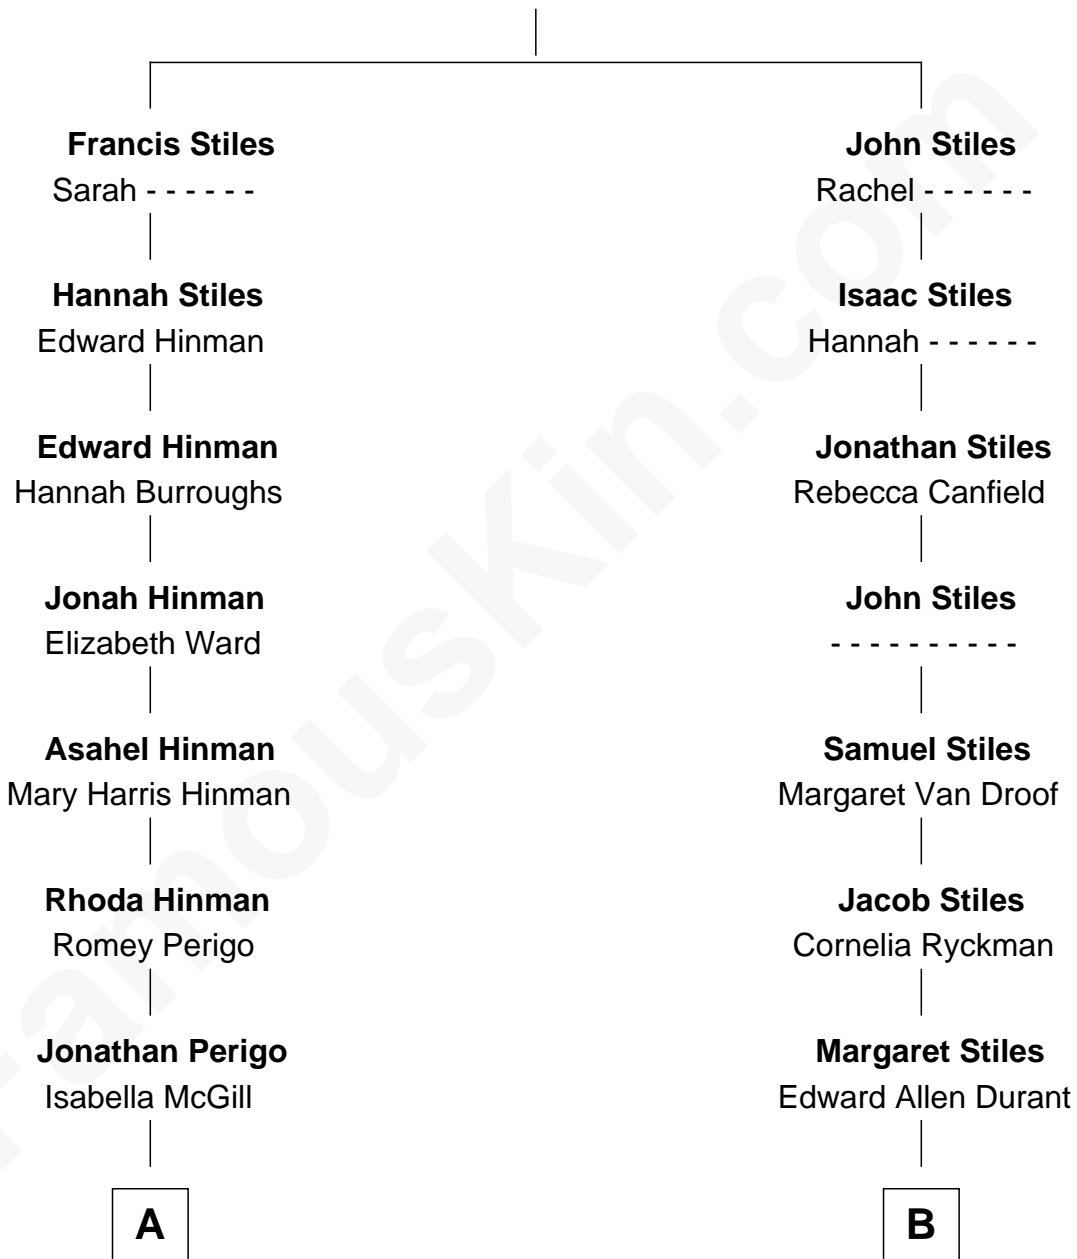 Francis Stiles
Sarah - - - - - -
Hannah Stiles
Edward Hinman
Edward Hinman
Hannah Burroughs
Jonah Hinman
Elizabeth Ward
Asahel Hinman
Mary Harris Hinman
Rhoda Hinman
Romey Perigo
Jonathan Perigo
Isabella McGill
A
John Stiles
Rachel - - - - - -
Isaac Stiles
Hannah - - - - - -
Jonathan Stiles
Rebecca Canfield
John Stiles
- - - - - - - - - -
Samuel Stiles
Margaret Van Droof
Jacob Stiles
Cornelia Ryckman
Margaret Stiles
Edward Allen Durant
B
FamousKin.com